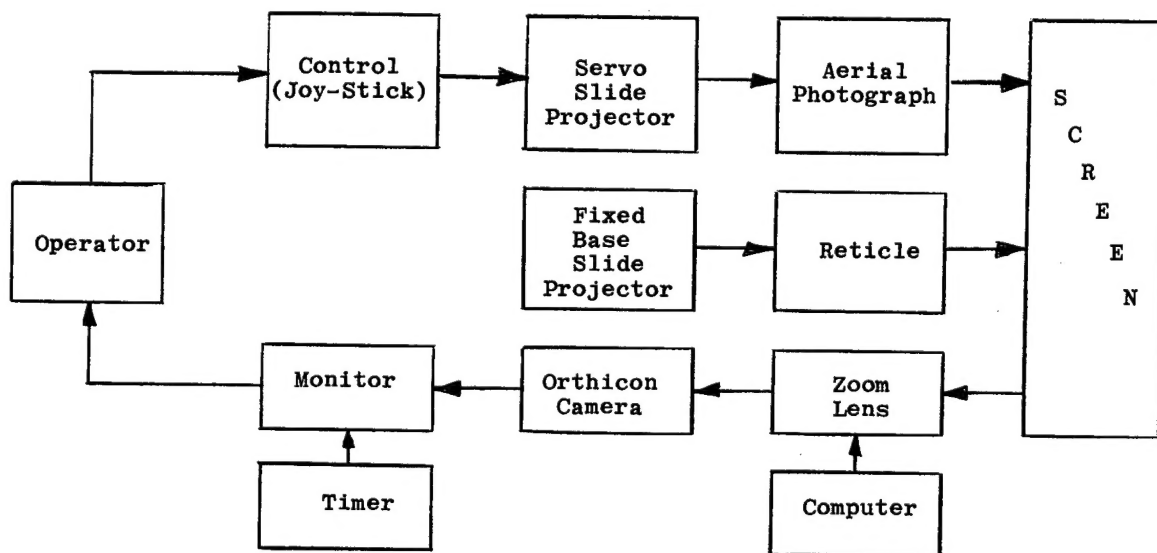 Control
(Joy-Stick)
Servo
Slide
Projector
Aerial
Photograph
SCREEN
Operator
Fixed
Base
Slide
Projector
Reticle
Monitor
Orthicon
Camera
Zoom
Lens
Timer
Computer